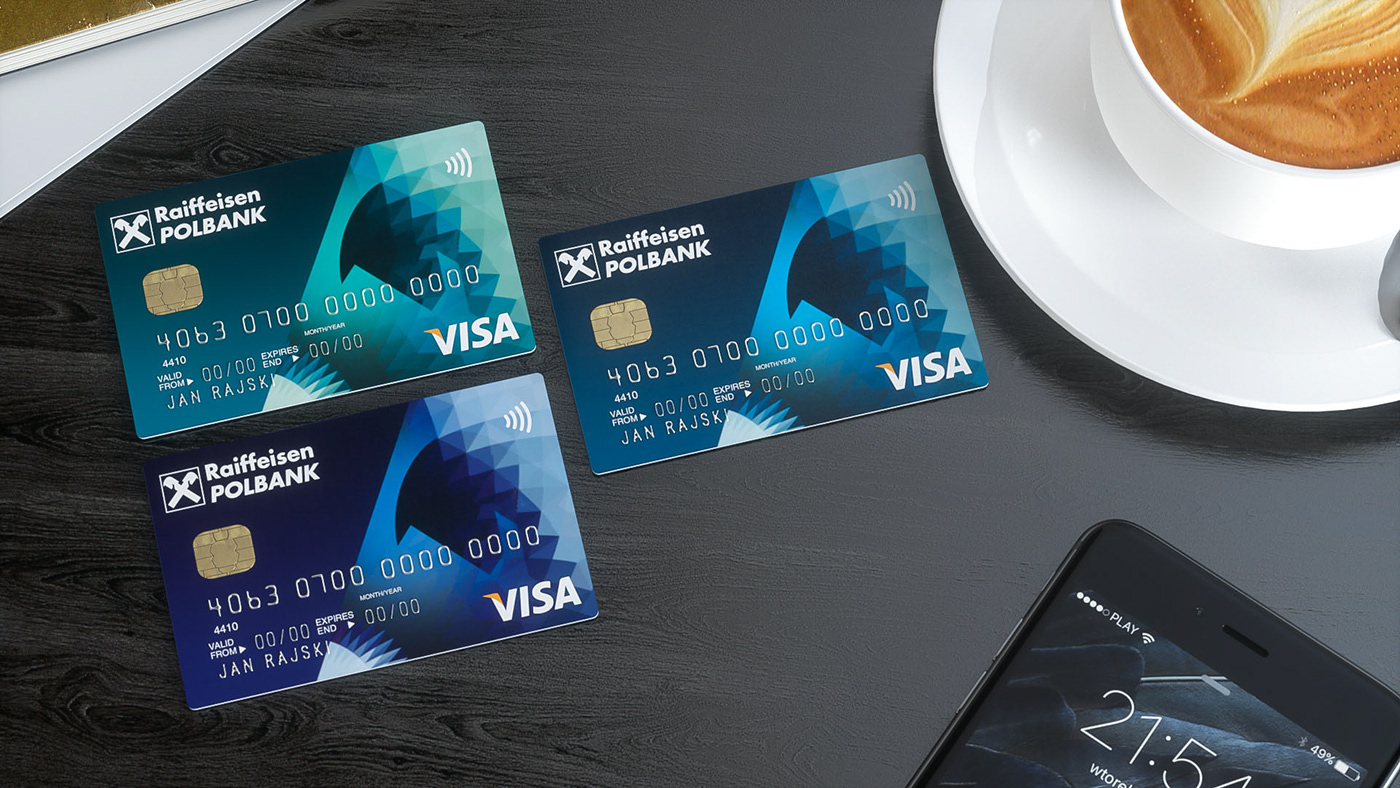 Raiffeisen
POLBANK
4063 0700 0000 0000
4410
MONTH/YEAR
VALID
FROM
00/00
EXPIRES
END
00/00
JAN RAJSKI
VISA
Raiffeisen
POLBANK
4063 0700 0000 0000
4410
MONTH/YEAR
VALID
FROM
00/00
EXPIRES
END
00/00
JAN RAJSKI
VISA
Raiffeisen
POLBANK
4063 0700 0000 0000
4410
MONTH/YEAR
VALID
FROM
00/00
EXPIRES
END
00/00
JAN RAJSKI
VISA
PLAY
49%
21:54